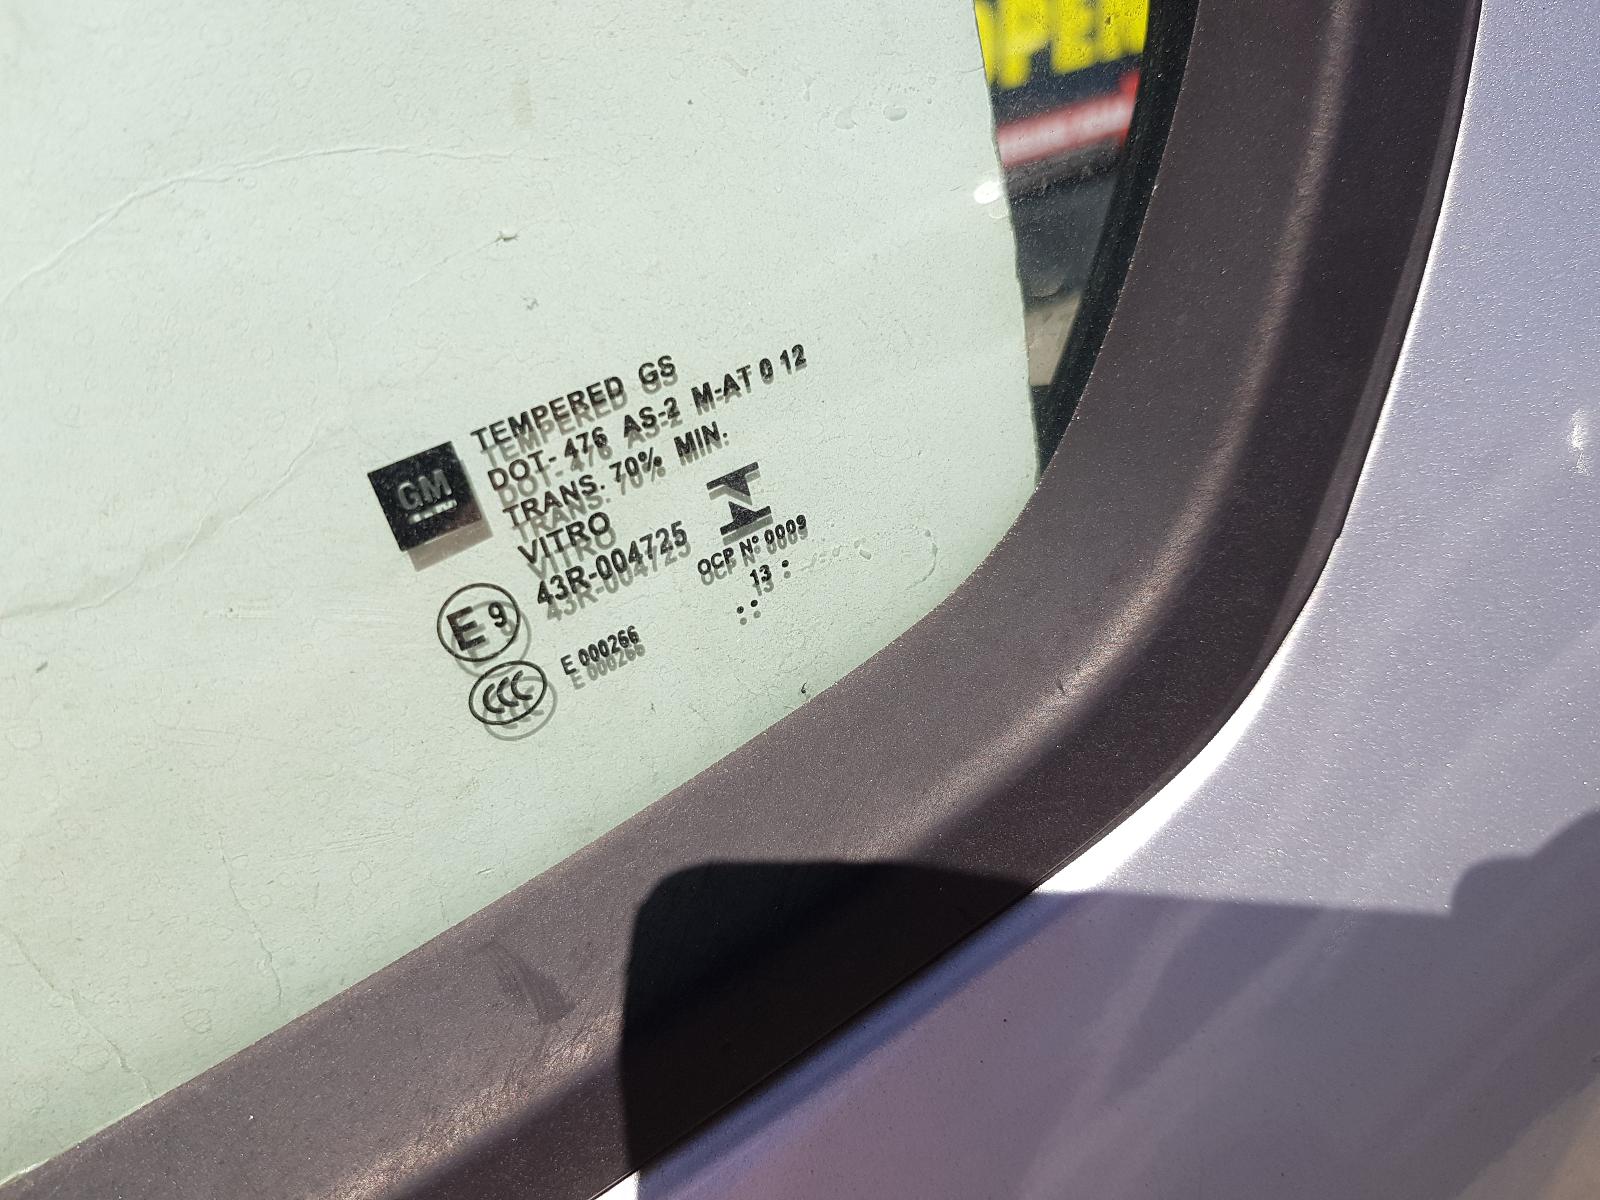 TEMPERED GS
DOT-476 AS-2 M-AT 0 12
TRANS. 70% MIN.
VITRO
GM
43R-004725
OCP Nº 0009
13
E 9
E 000266
CCC